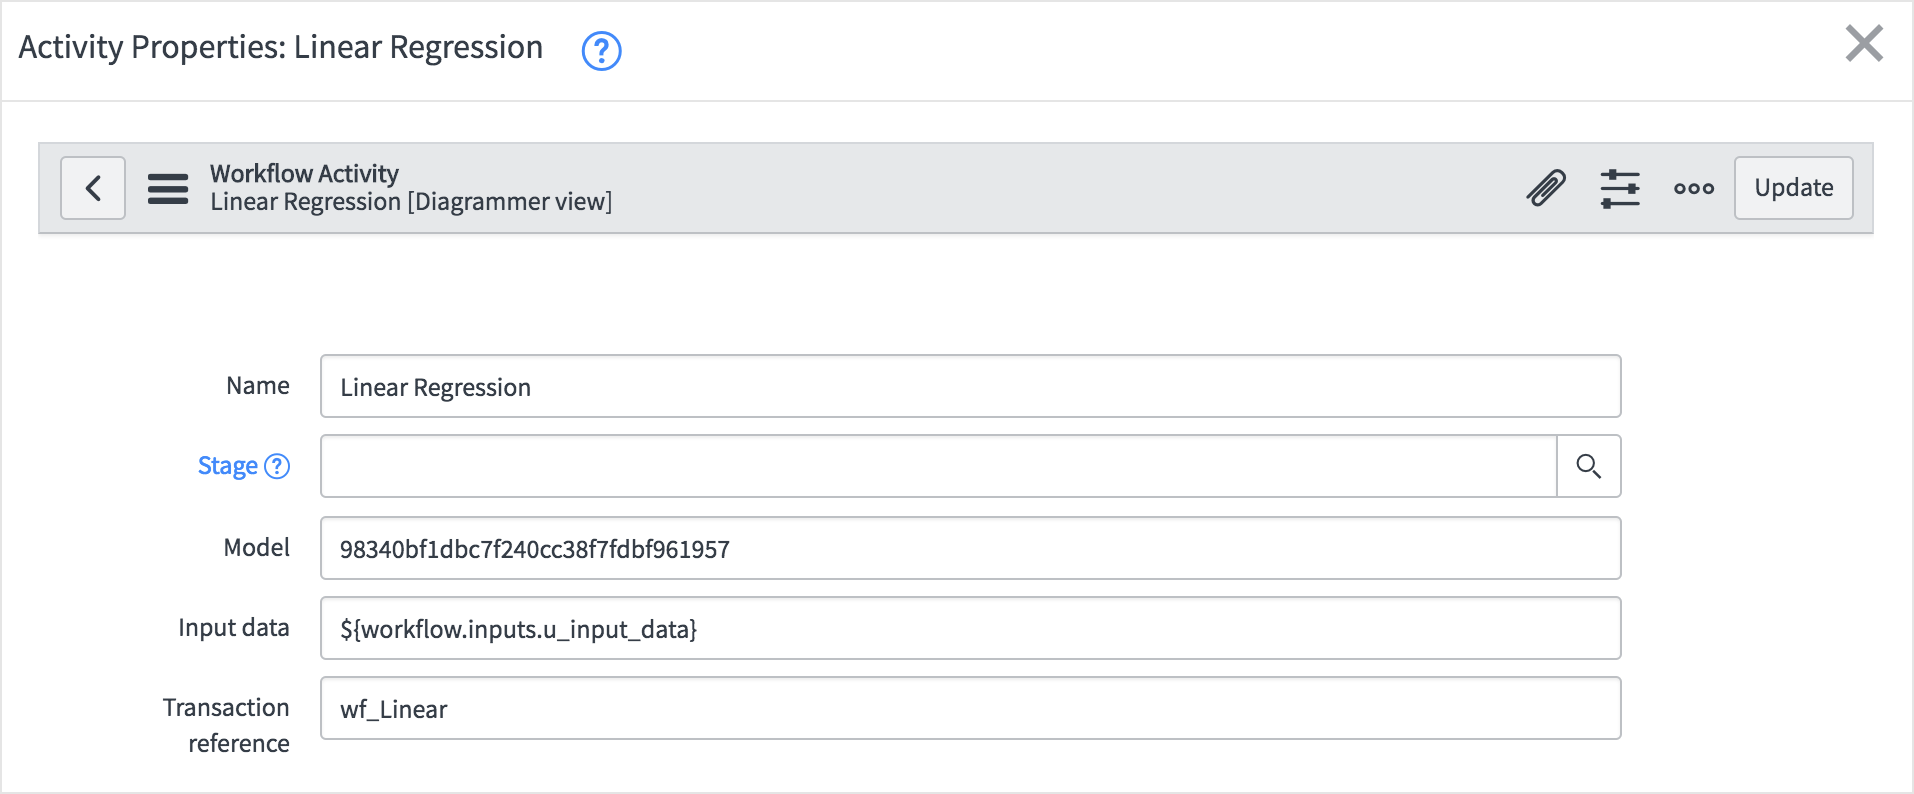 Activity Properties: Linear Regression ?
Workflow Activity
Linear Regression [Diagrammer view]
Update
Name
Linear Regression
Stage ?
Model
98340bf1dbc7f240cc38f7fdbf961957
Input data
${workflow.inputs.u_input_data}
Transaction
reference
wf_Linear